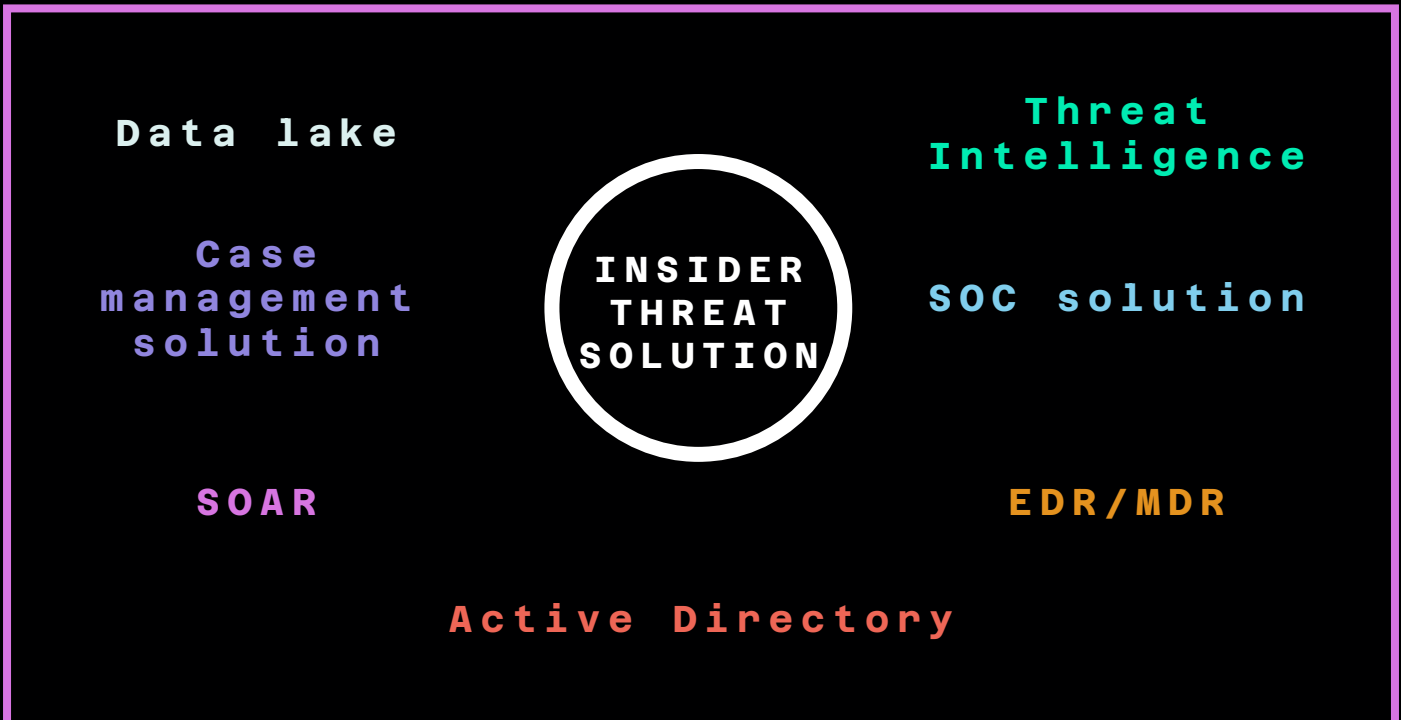 Data lake
Threat
Intelligence
Case
management
solution
INSIDER
THREAT
SOLUTION
SOC solution
SOAR
EDR/MDR
Active Directory